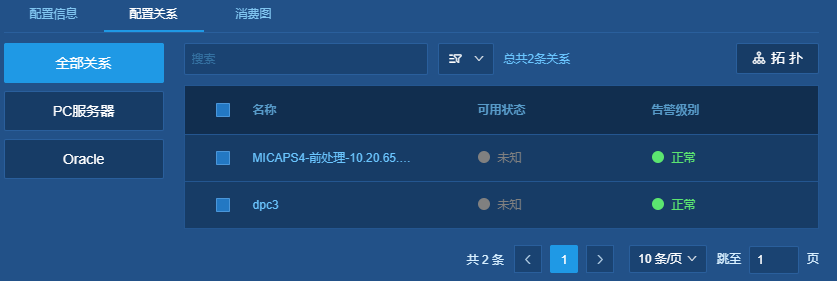 配置信息 配置关系 消费图
全部关系
PC服务器
Oracle
搜索 总共2条关系 拓扑
名称 可用状态 告警级别
MICAPS4-前处理-10.20.65.... 未知 正常
dpc3 未知 正常
共 2 条 1 10 条/页 跳至 1 页